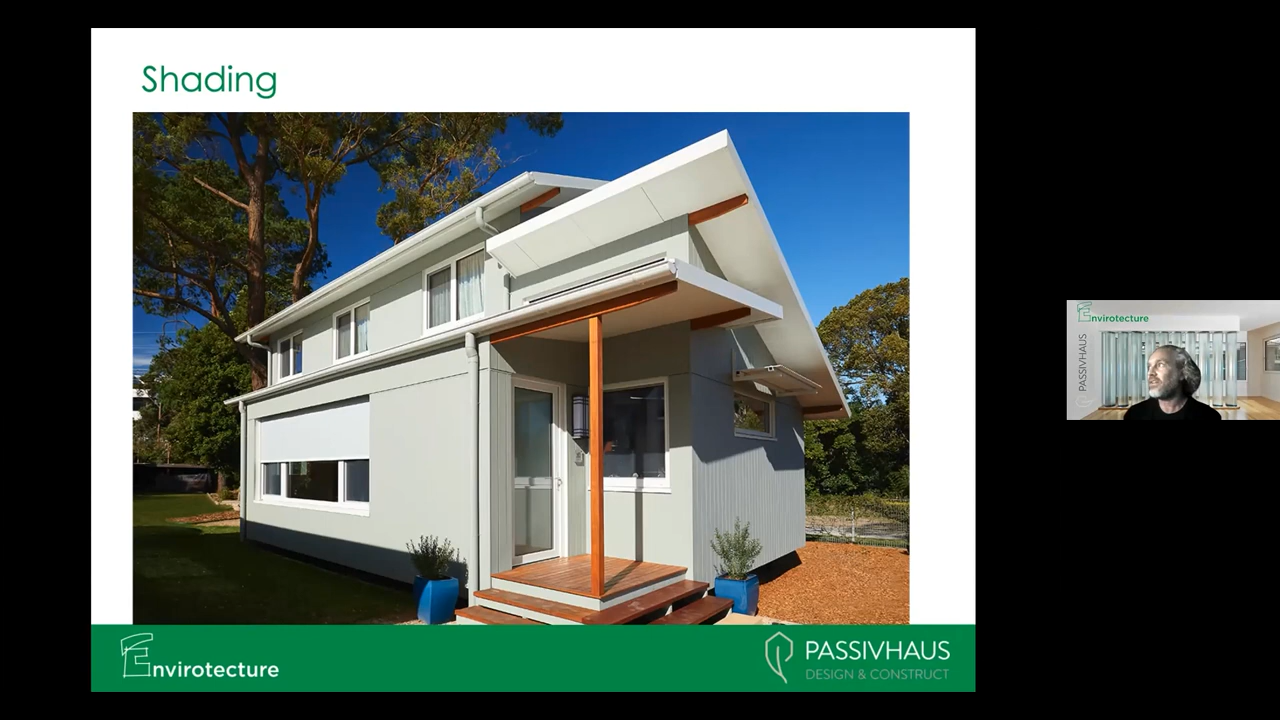 Shading
Envirotecture
PASSIVHAUS
DESIGN & CONSTRUCT
Envirotecture
PASSIVHAUS